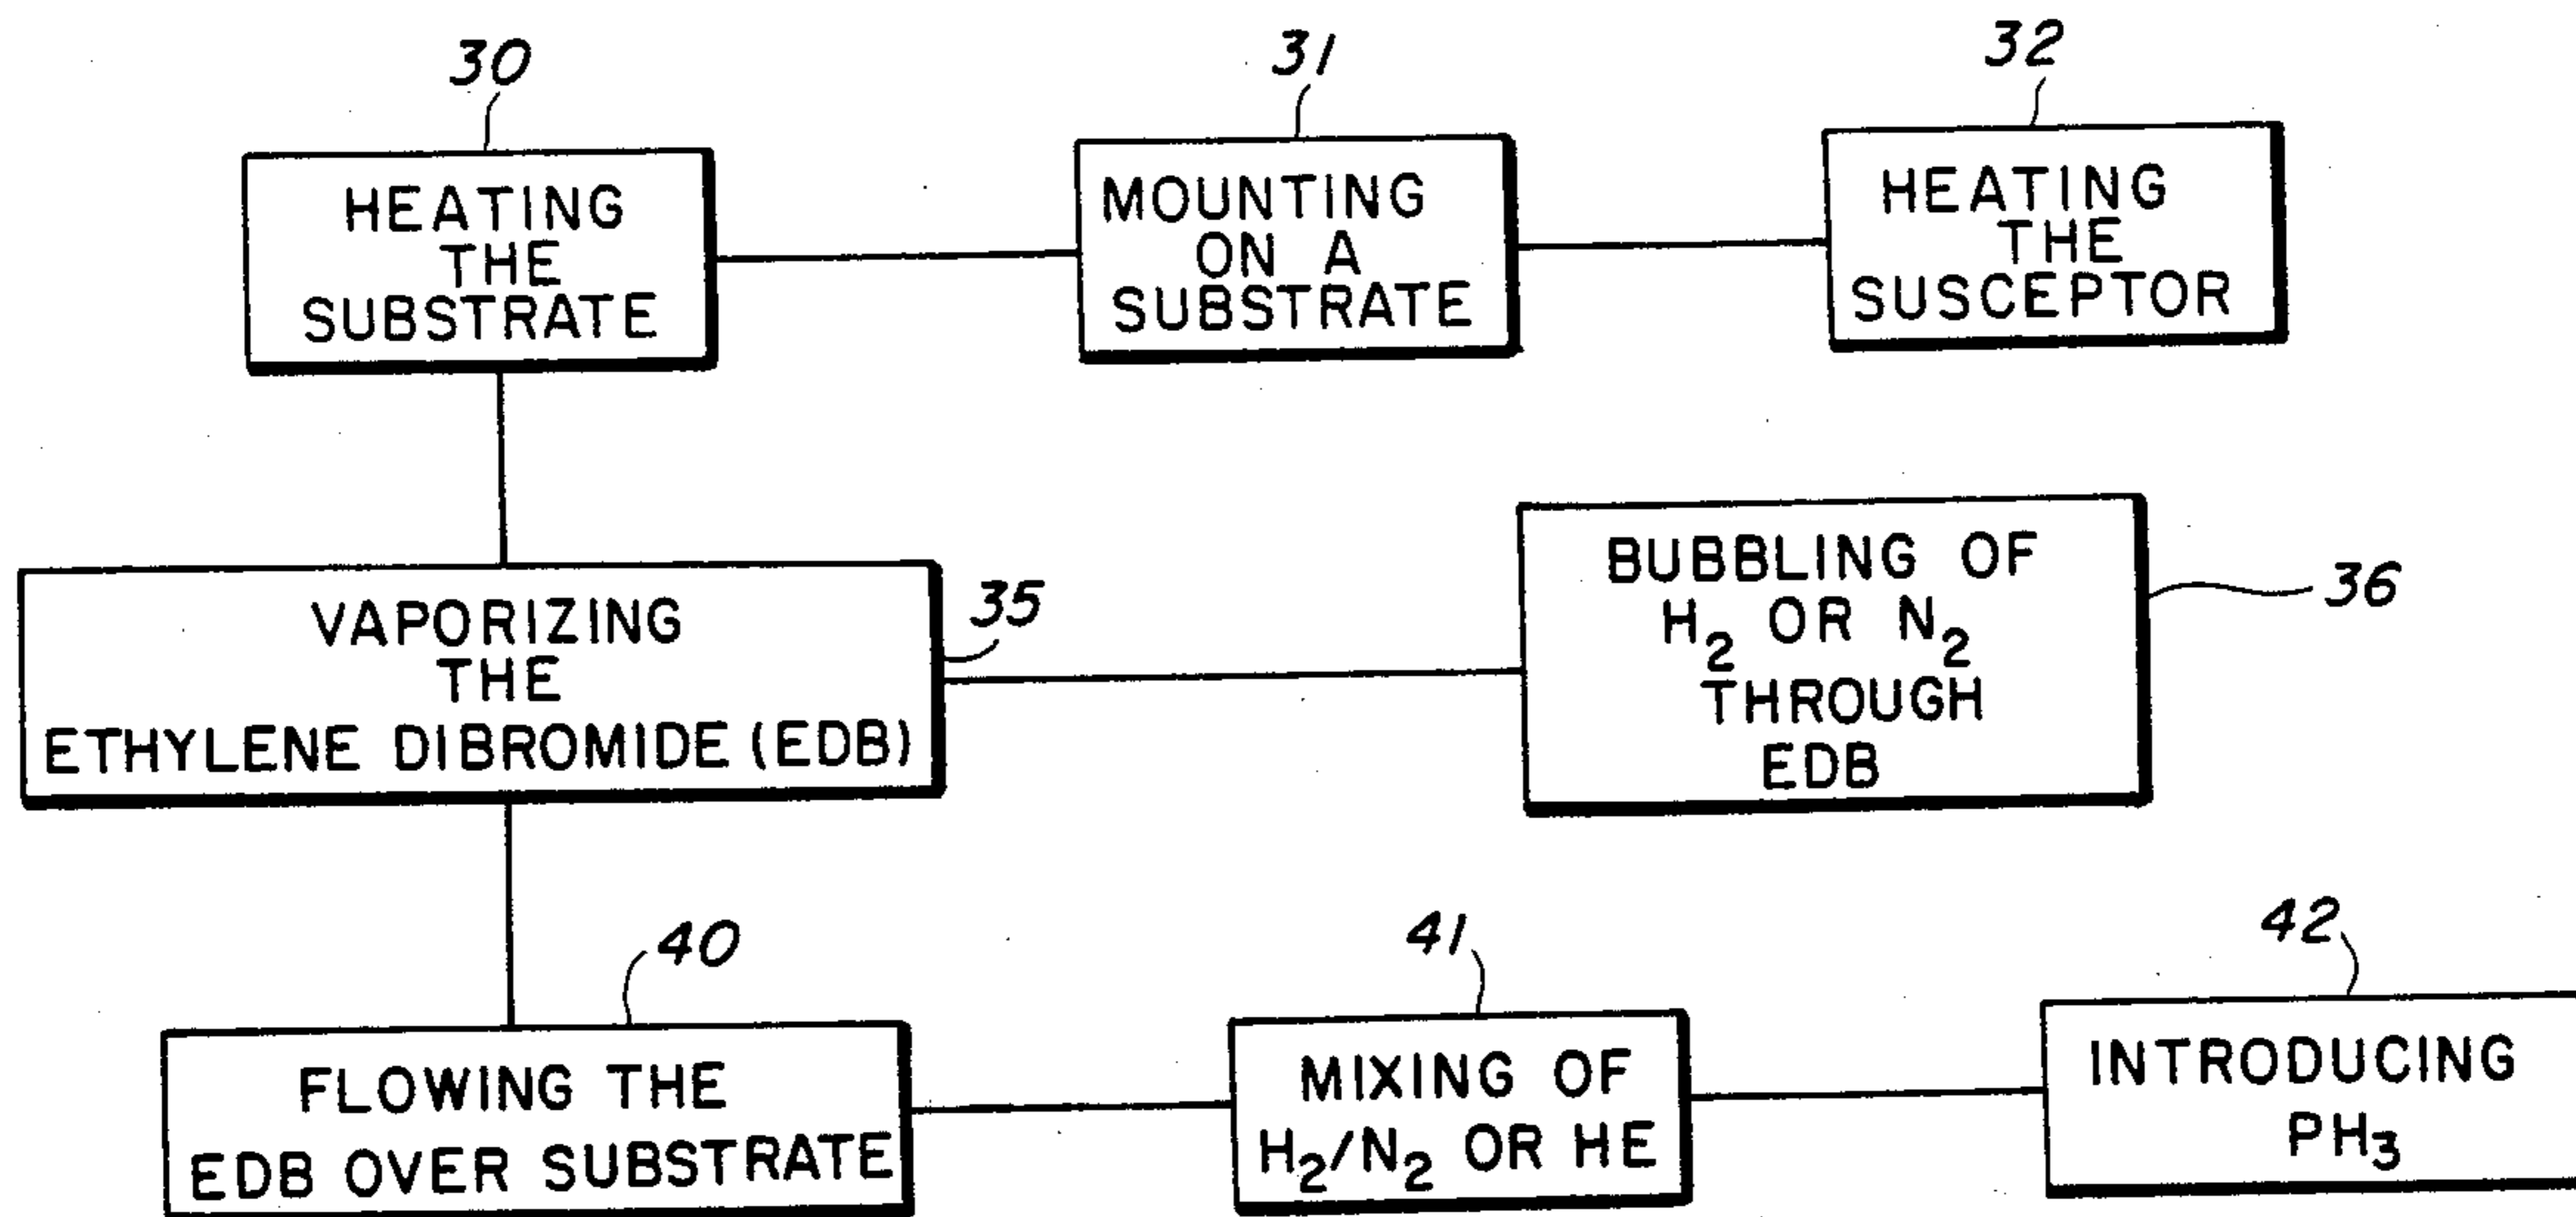 30
HEATING
THE
SUBSTRATE
31
MOUNTING
ON A
SUBSTRATE
32
HEATING
THE
SUSCEPTOR
VAPORIZING
THE
ETHYLENE DIBROMIDE (EDB)
35
BUBBLING OF
H₂ OR N₂
THROUGH
EDB
36
40
FLOWING THE
EDB OVER SUBSTRATE
41
MIXING OF
H₂/N₂ OR HE
42
INTRODUCING
PH₃